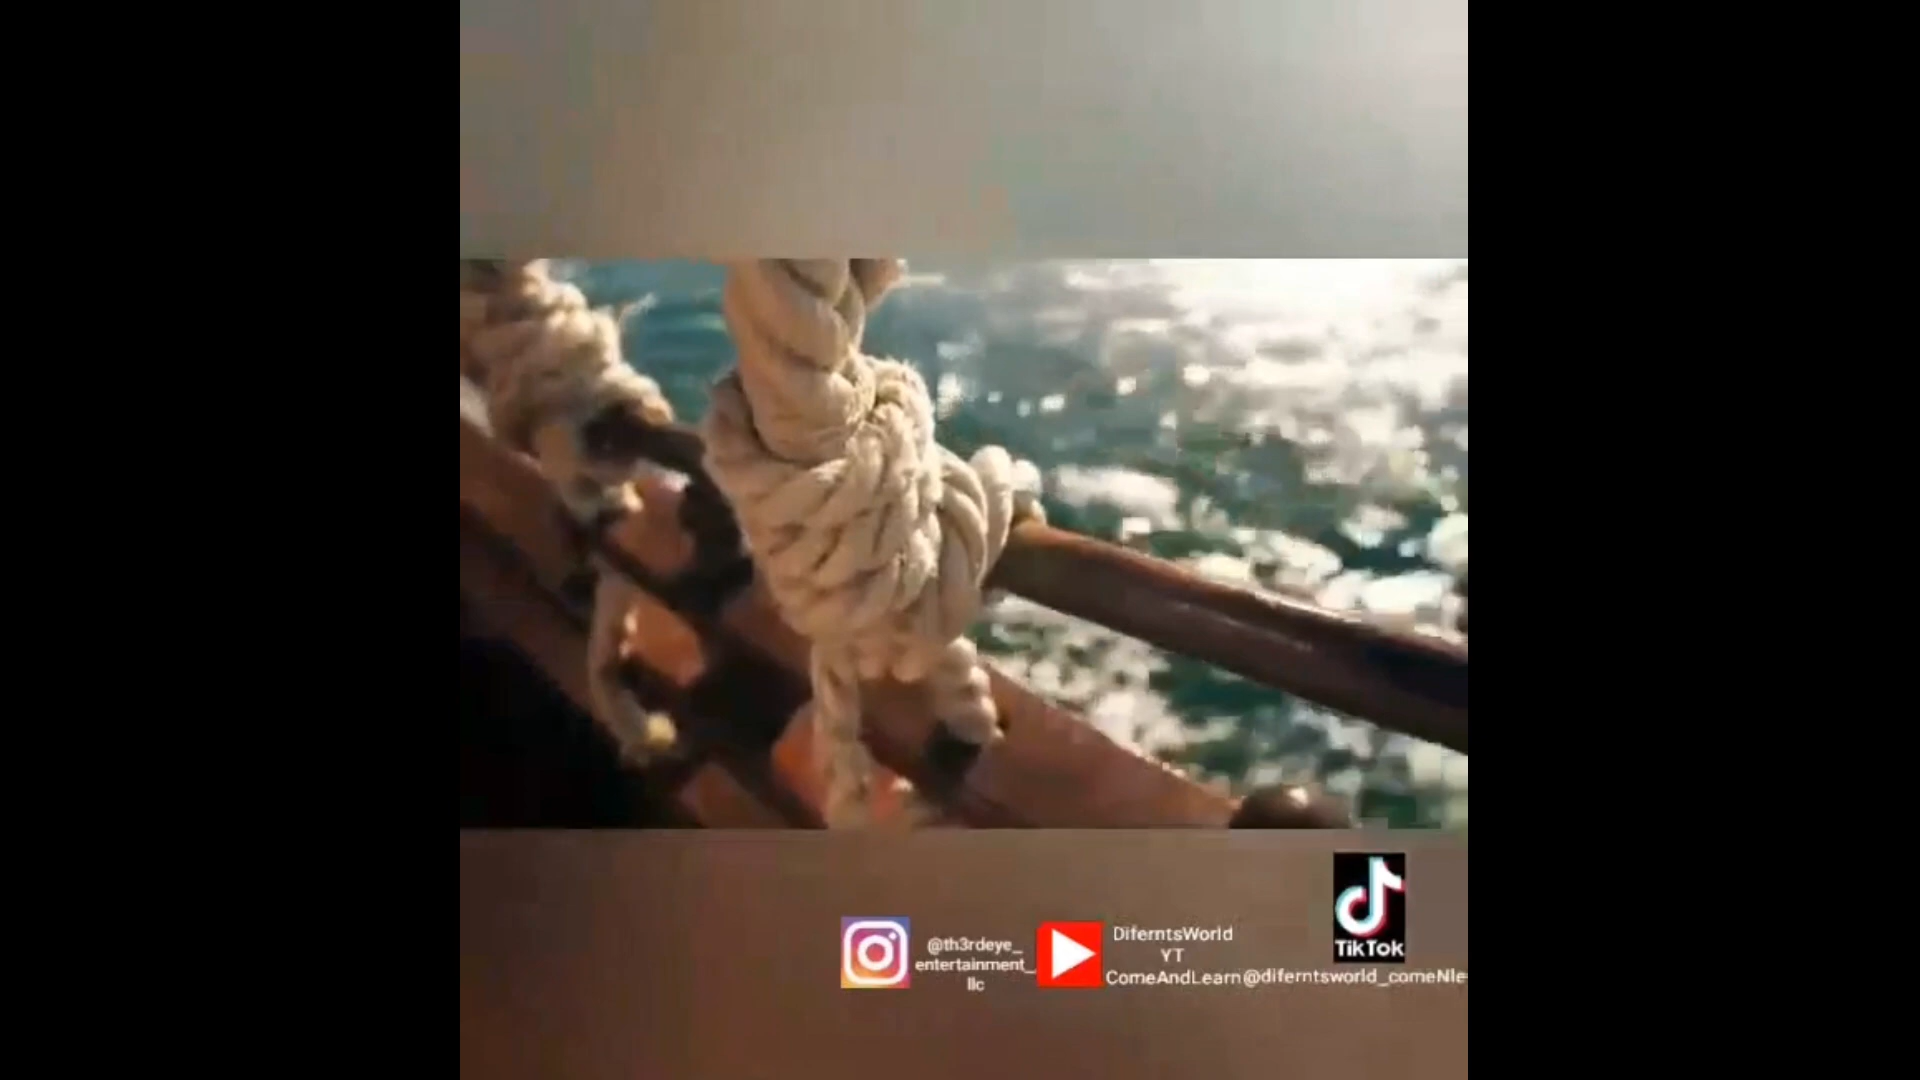 @th3rdeye_
entertainment_
llc
DiferntsWorld
YT
ComeAndLearn
TikTok
@diferntsworld_comeNle